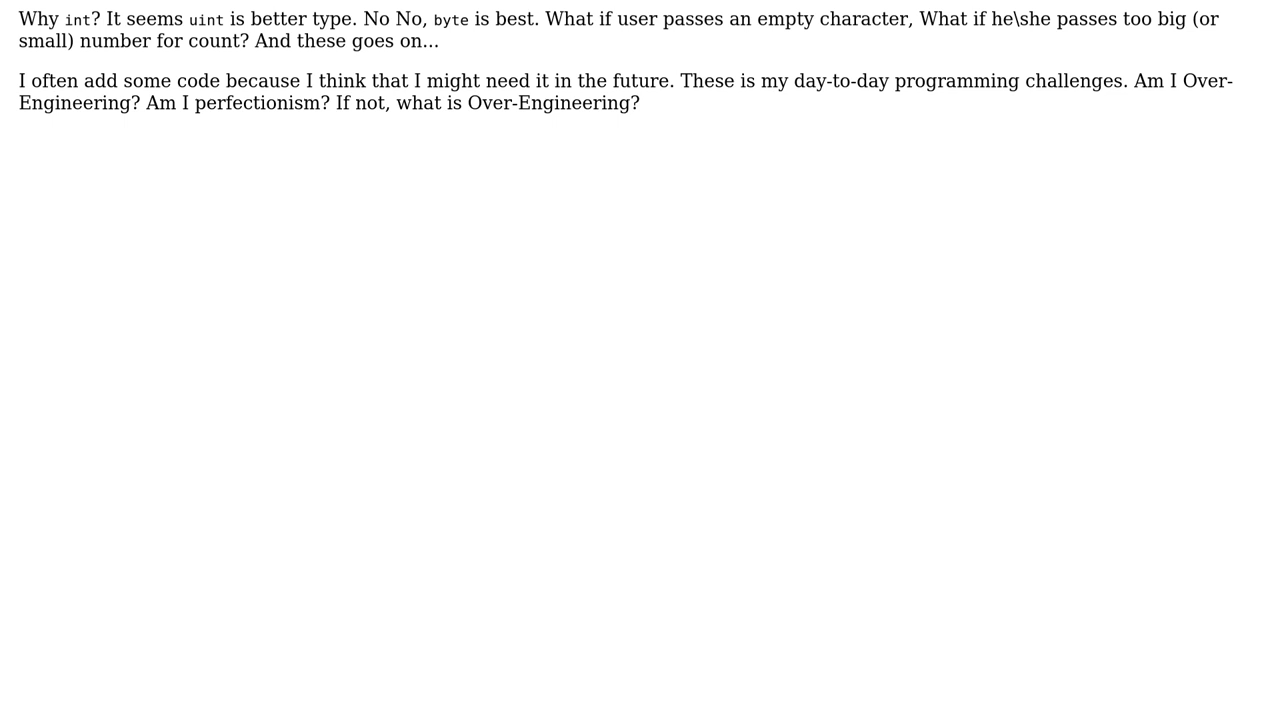 Why int? It seems uint is better type. No No, byte is best. What if user passes an empty character, What if he\she passes too big (or
small) number for count? And these goes on...
I often add some code because I think that I might need it in the future. These is my day-to-day programming challenges. Am I Over-
Engineering? Am I perfectionism? If not, what is Over-Engineering?